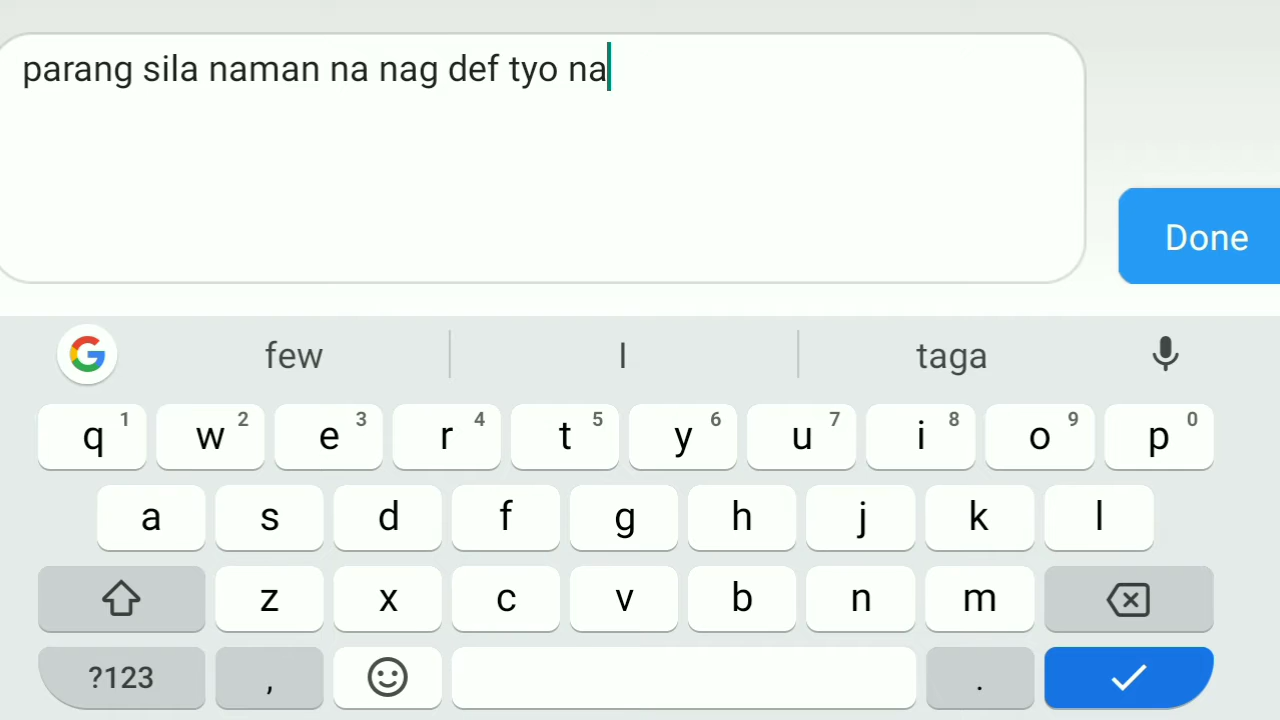 parang sila naman na nag def tyo na
Done
few I taga
q 1 w 2 e 3 r 4 t 5 y 6 u 7 i 8 o 9 p 0
a s d f g h j k l
z x c v b n m
?123 , .